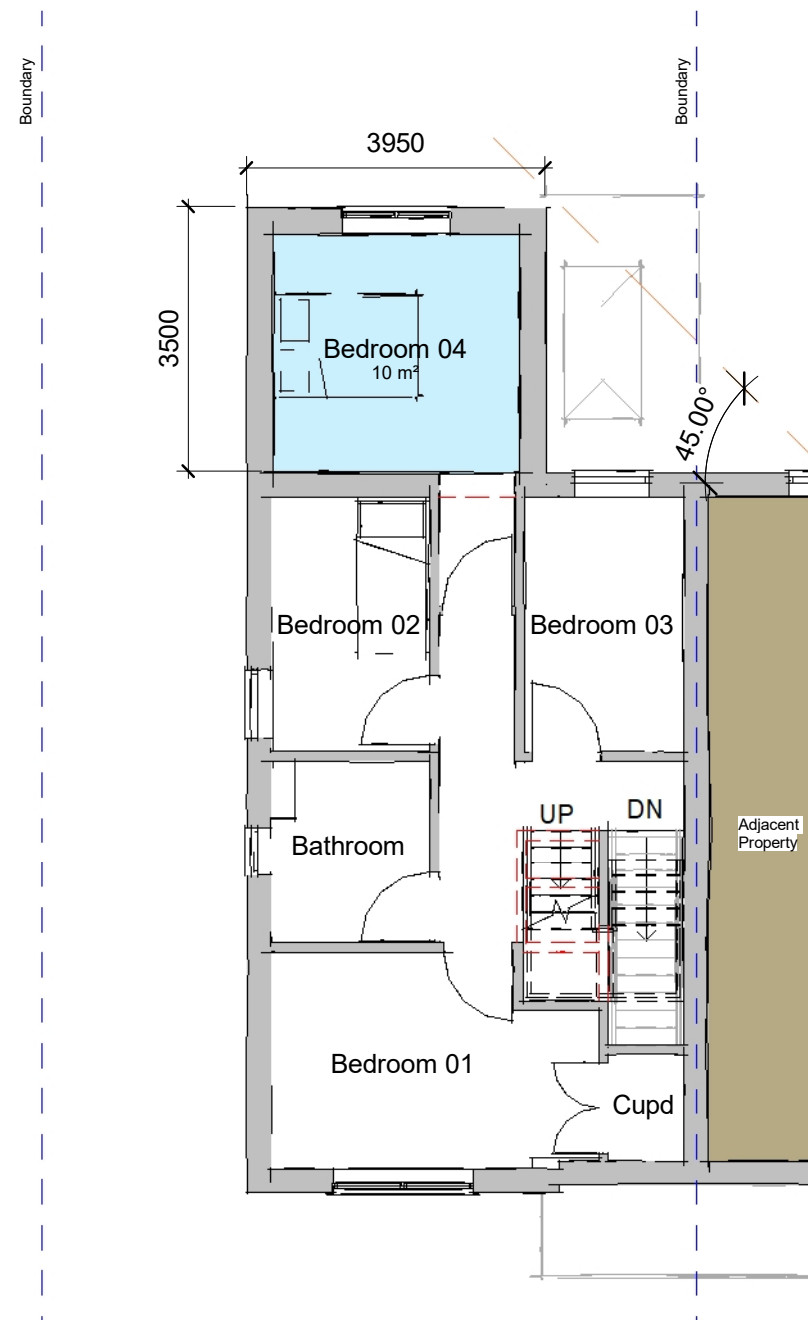 Boundary
Boundary
3950
3500
Bedroom 04
10 m²
45.00°
Bedroom 02
Bedroom 03
UP
DN
Bathroom
Adjacent
Property
Bedroom 01
Cupd